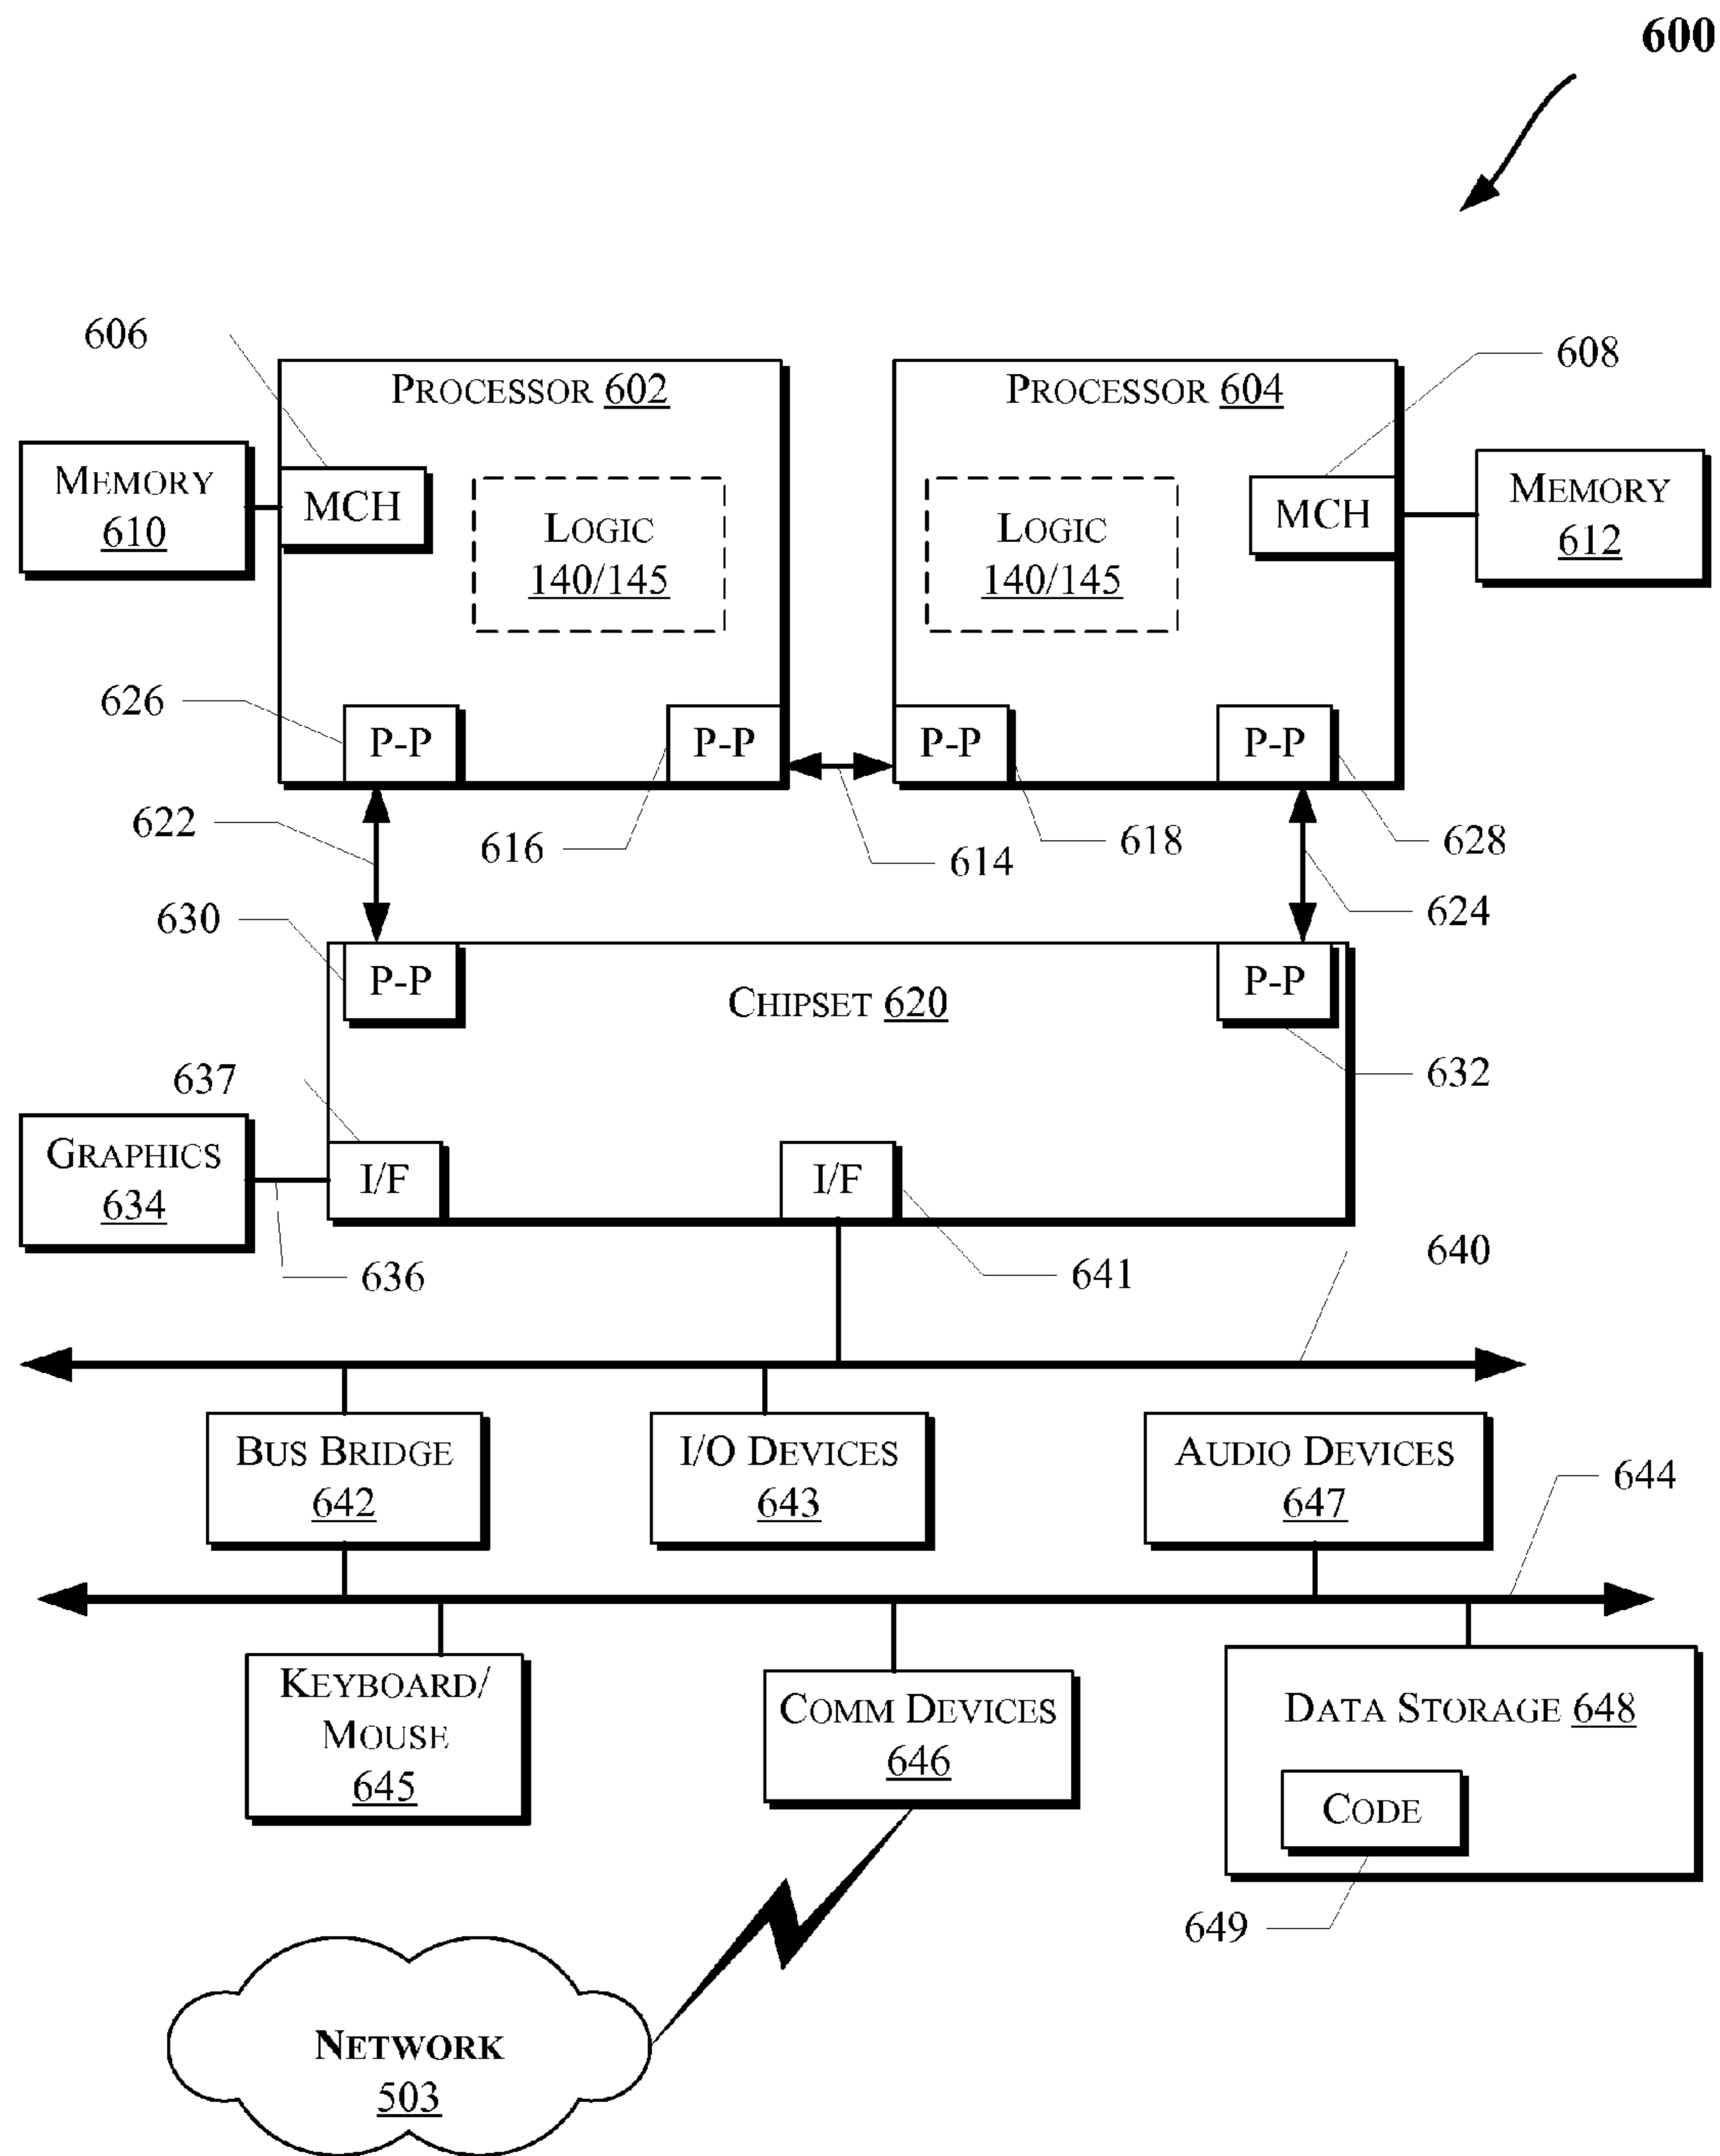 600
606
608
PROCESSOR 602
PROCESSOR 604
MEMORY
610
MCH
LOGIC
140/145
LOGIC
140/145
MCH
MEMORY
612
626
P-P
P-P
P-P
P-P
622
616
614
618
628
624
630
P-P
CHIPSET 620
P-P
632
637
GRAPHICS
634
I/F
I/F
636
641
640
BUS BRIDGE
642
I/O DEVICES
643
AUDIO DEVICES
647
644
KEYBOARD/
MOUSE
645
COMM DEVICES
646
DATA STORAGE 648
CODE
649
NETWORK
503